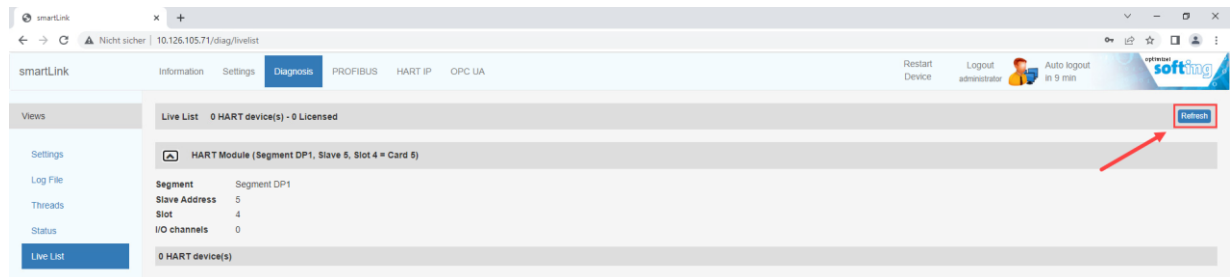 smartLink
Nicht sicher | 10.126.105.71/diag/livelist
smartLink Information Settings Diagnosis PROFIBUS HART IP OPC UA Restart Device Logout administrator Auto logout in 9 min optimize! softing
Views
Settings
Log File
Threads
Status
Live List
Live List 0 HART device(s) - 0 Licensed Refresh
HART Module (Segment DP1, Slave 5, Slot 4 = Card 5)
Segment Segment DP1
Slave Address 5
Slot 4
I/O channels 0
0 HART device(s)